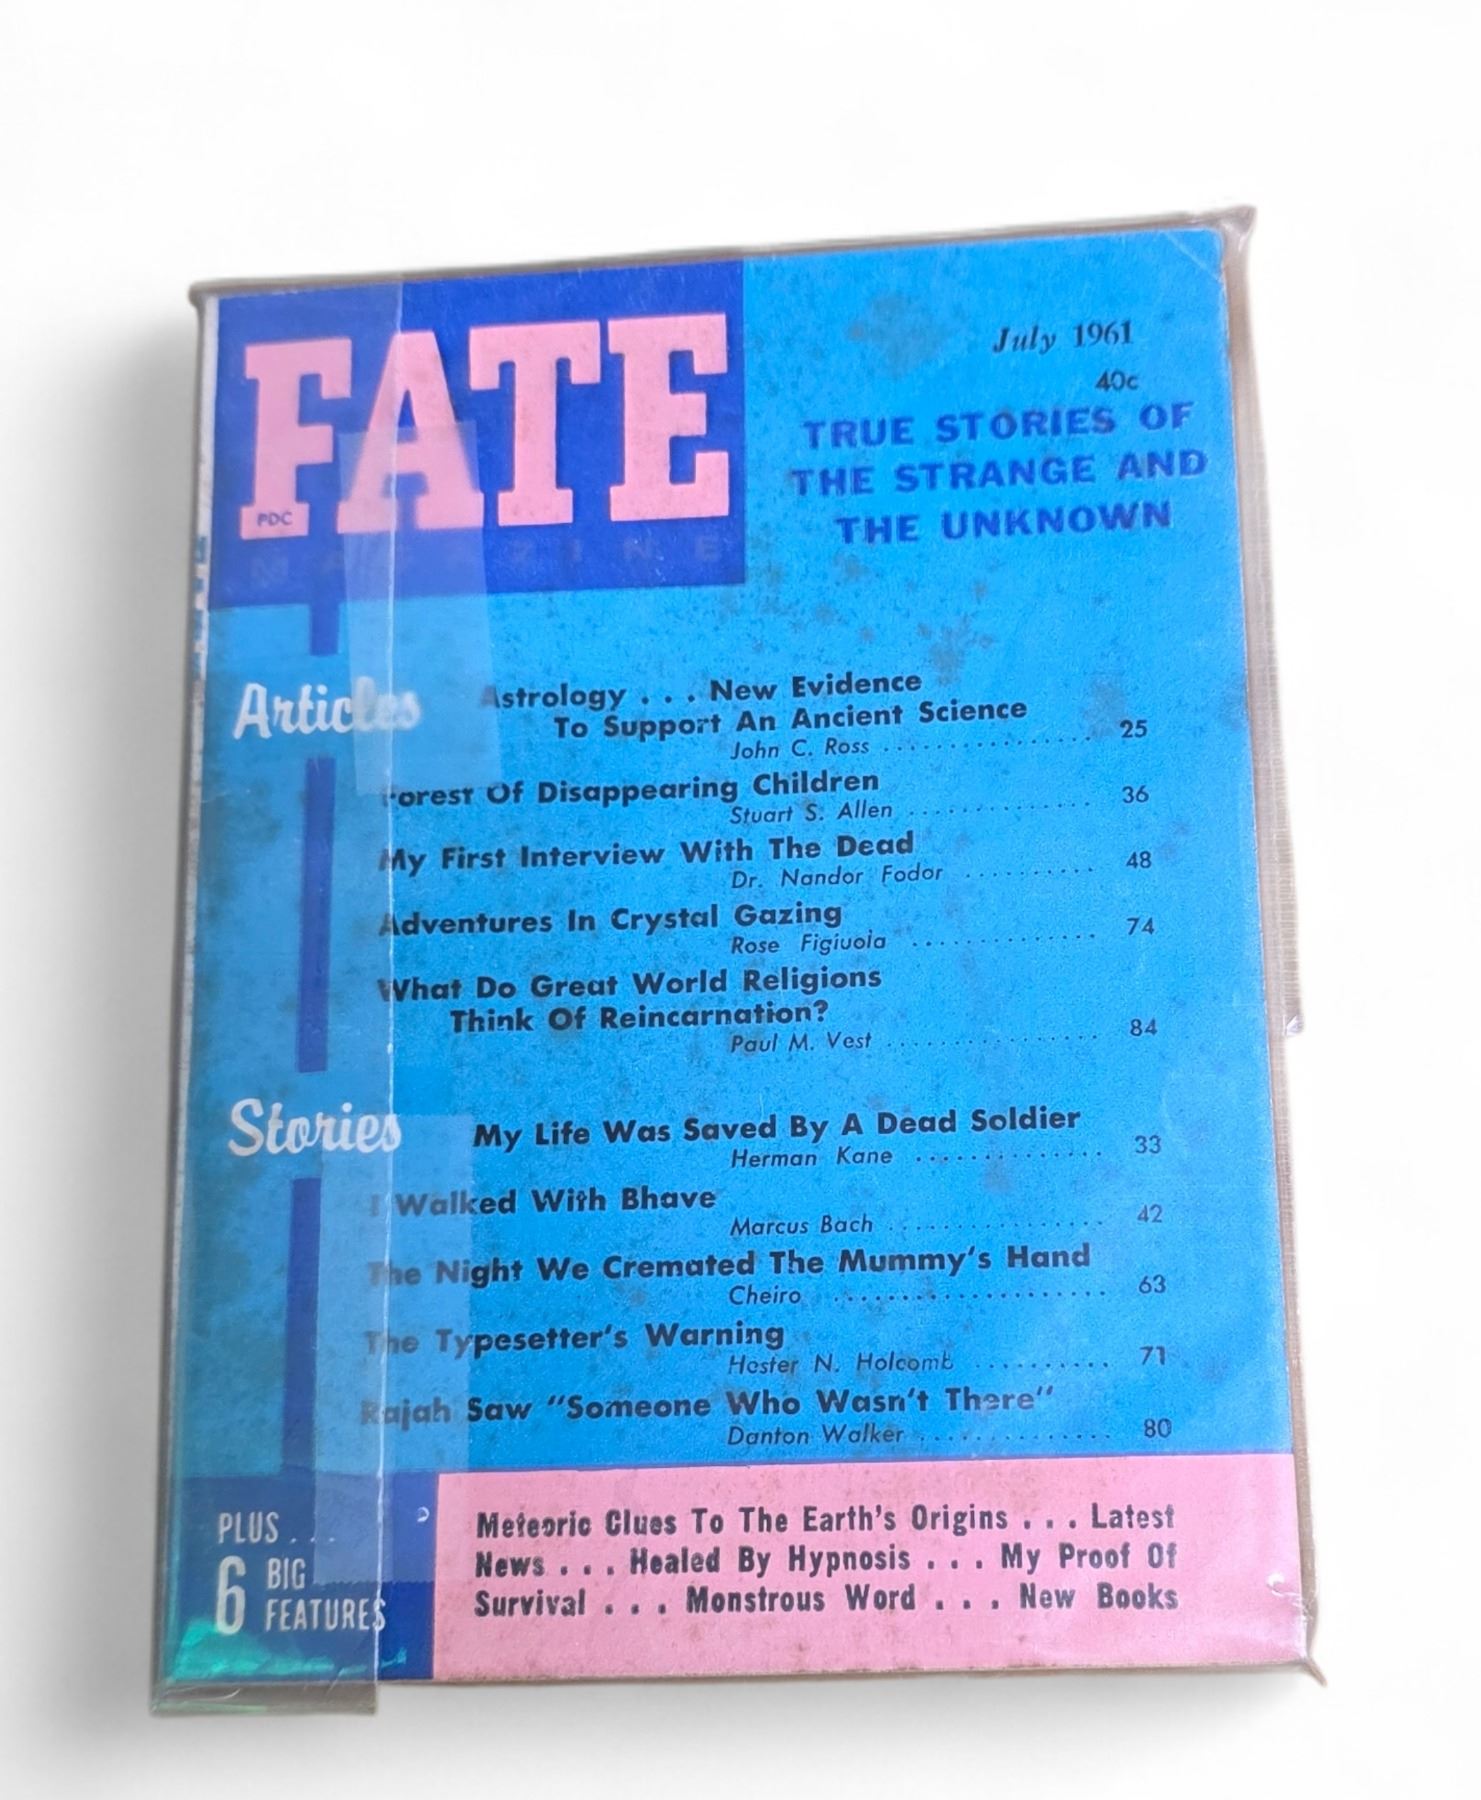 FATE
PDC
MAGAZINE
July 1961
40c
TRUE STORIES OF
THE STRANGE AND
THE UNKNOWN
Articles
Astrology . . . New Evidence
To Support An Ancient Science
John C. Ross . . . . . . . . . . . . . . . 25
Forest Of Disappearing Children
Stuart S. Allen . . . . . . . . . . . . . 36
My First Interview With The Dead
Dr. Nandor Fodor . . . . . . . . . . 48
Adventures In Crystal Gazing
Rose Figiuola . . . . . . . . . . . . . . 74
What Do Great World Religions
Think Of Reincarnation?
Paul M. Vest . . . . . . . . . . . . . . . . 84
Stories
My Life Was Saved By A Dead Soldier
Herman Kane . . . . . . . . . . . . . . 33
I Walked With Bhave
Marcus Bach . . . . . . . . . . . . . . . . 42
The Night We Cremated The Mummy's Hand
Cheiro . . . . . . . . . . . . . . . . . . . . . 63
The Typesetter's Warning
Hester N. Holcomb . . . . . . . . . . 71
Rajah Saw "Someone Who Wasn't There"
Danton Walker . . . . . . . . . . . . . . 80
PLUS . . .
6 BIG
FEATURES
Meteoric Clues To The Earth's Origins . . . Latest
News . . . Healed By Hypnosis . . . My Proof Of
Survival . . . Monstrous Word . . . New Books